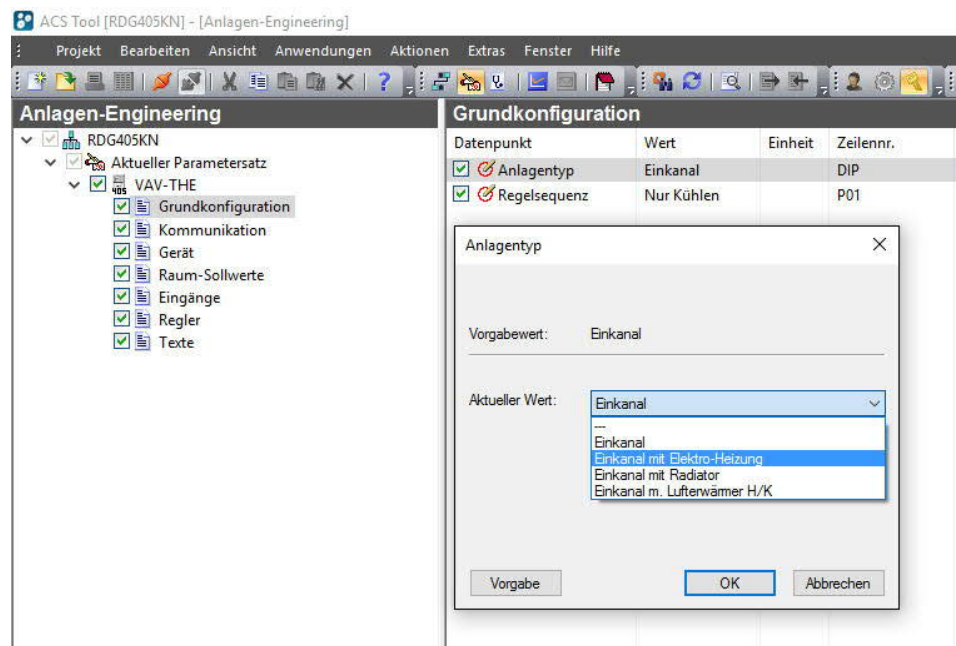 ACS Tool [RDG405KN] - [Anlagen-Engineering]
Projekt Bearbeiten Ansicht Anwendungen Aktionen Extras Fenster Hilfe
Anlagen-Engineering
RDG405KN
Aktueller Parametersatz
405 VAV-THE
Grundkonfiguration
Kommunikation
Gerät
Raum-Sollwerte
Eingänge
Regler
Texte
Grundkonfiguration
Datenpunkt Wert Einheit Zeilennr.
Anlagentyp Einkanal DIP
Regelsequenz Nur Kühlen P01
Anlagentyp
Vorgabewert: Einkanal
Aktueller Wert: Einkanal
---
Einkanal
Einkanal mit Elektro-Heizung
Einkanal mit Radiator
Einkanal m. Lufterwärmer H/K
Vorgabe OK Abbrechen